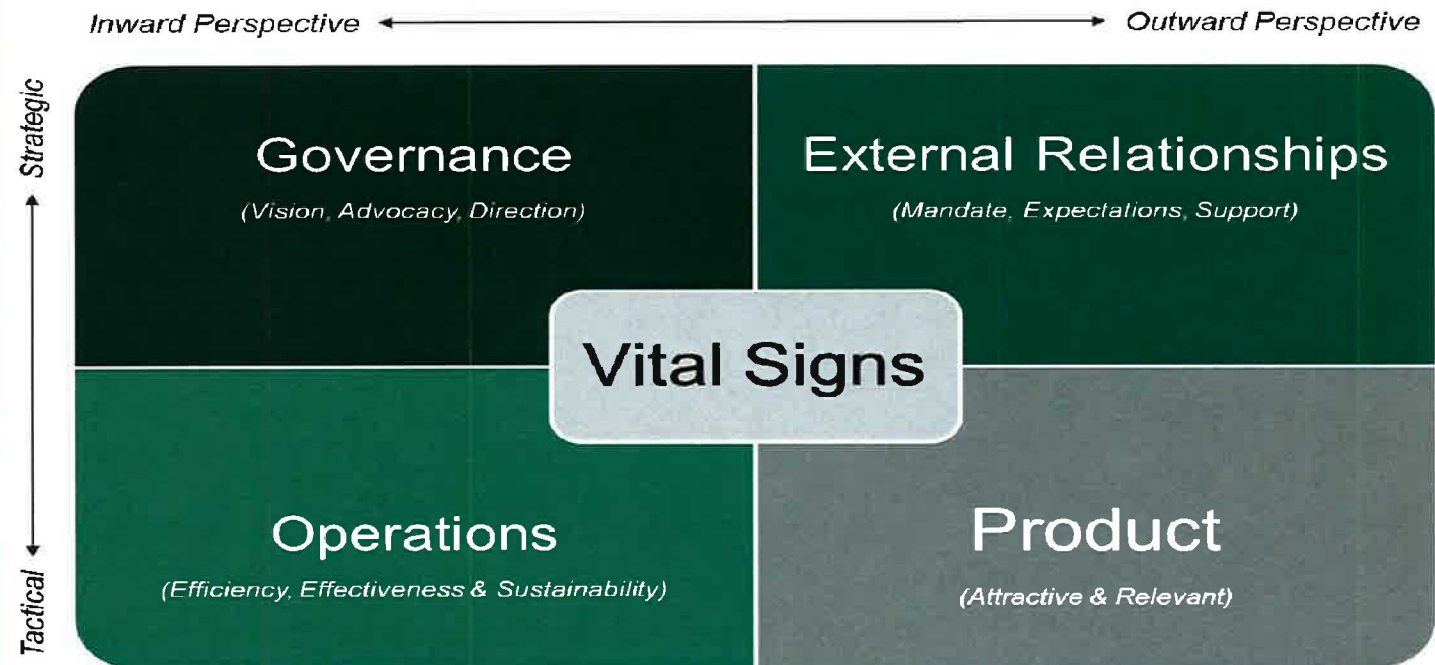 Inward Perspective
Outward Perspective
Strategic
Governance
(Vision, Advocacy, Direction)
External Relationships
(Mandate, Expectations, Support)
Vital Signs
Operations
(Efficiency, Effectiveness & Sustainability)
Product
(Attractive & Relevant)
Tactical